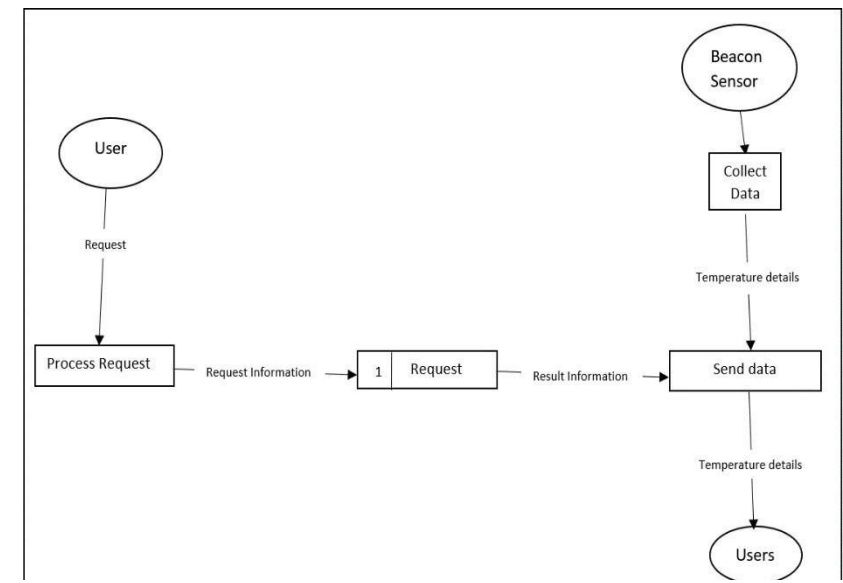 Beacon
Sensor
User
Collect
Data
Request
Temperature details
Process Request
Request Information
1 Request
Result Information
Send data
Temperature details
Users